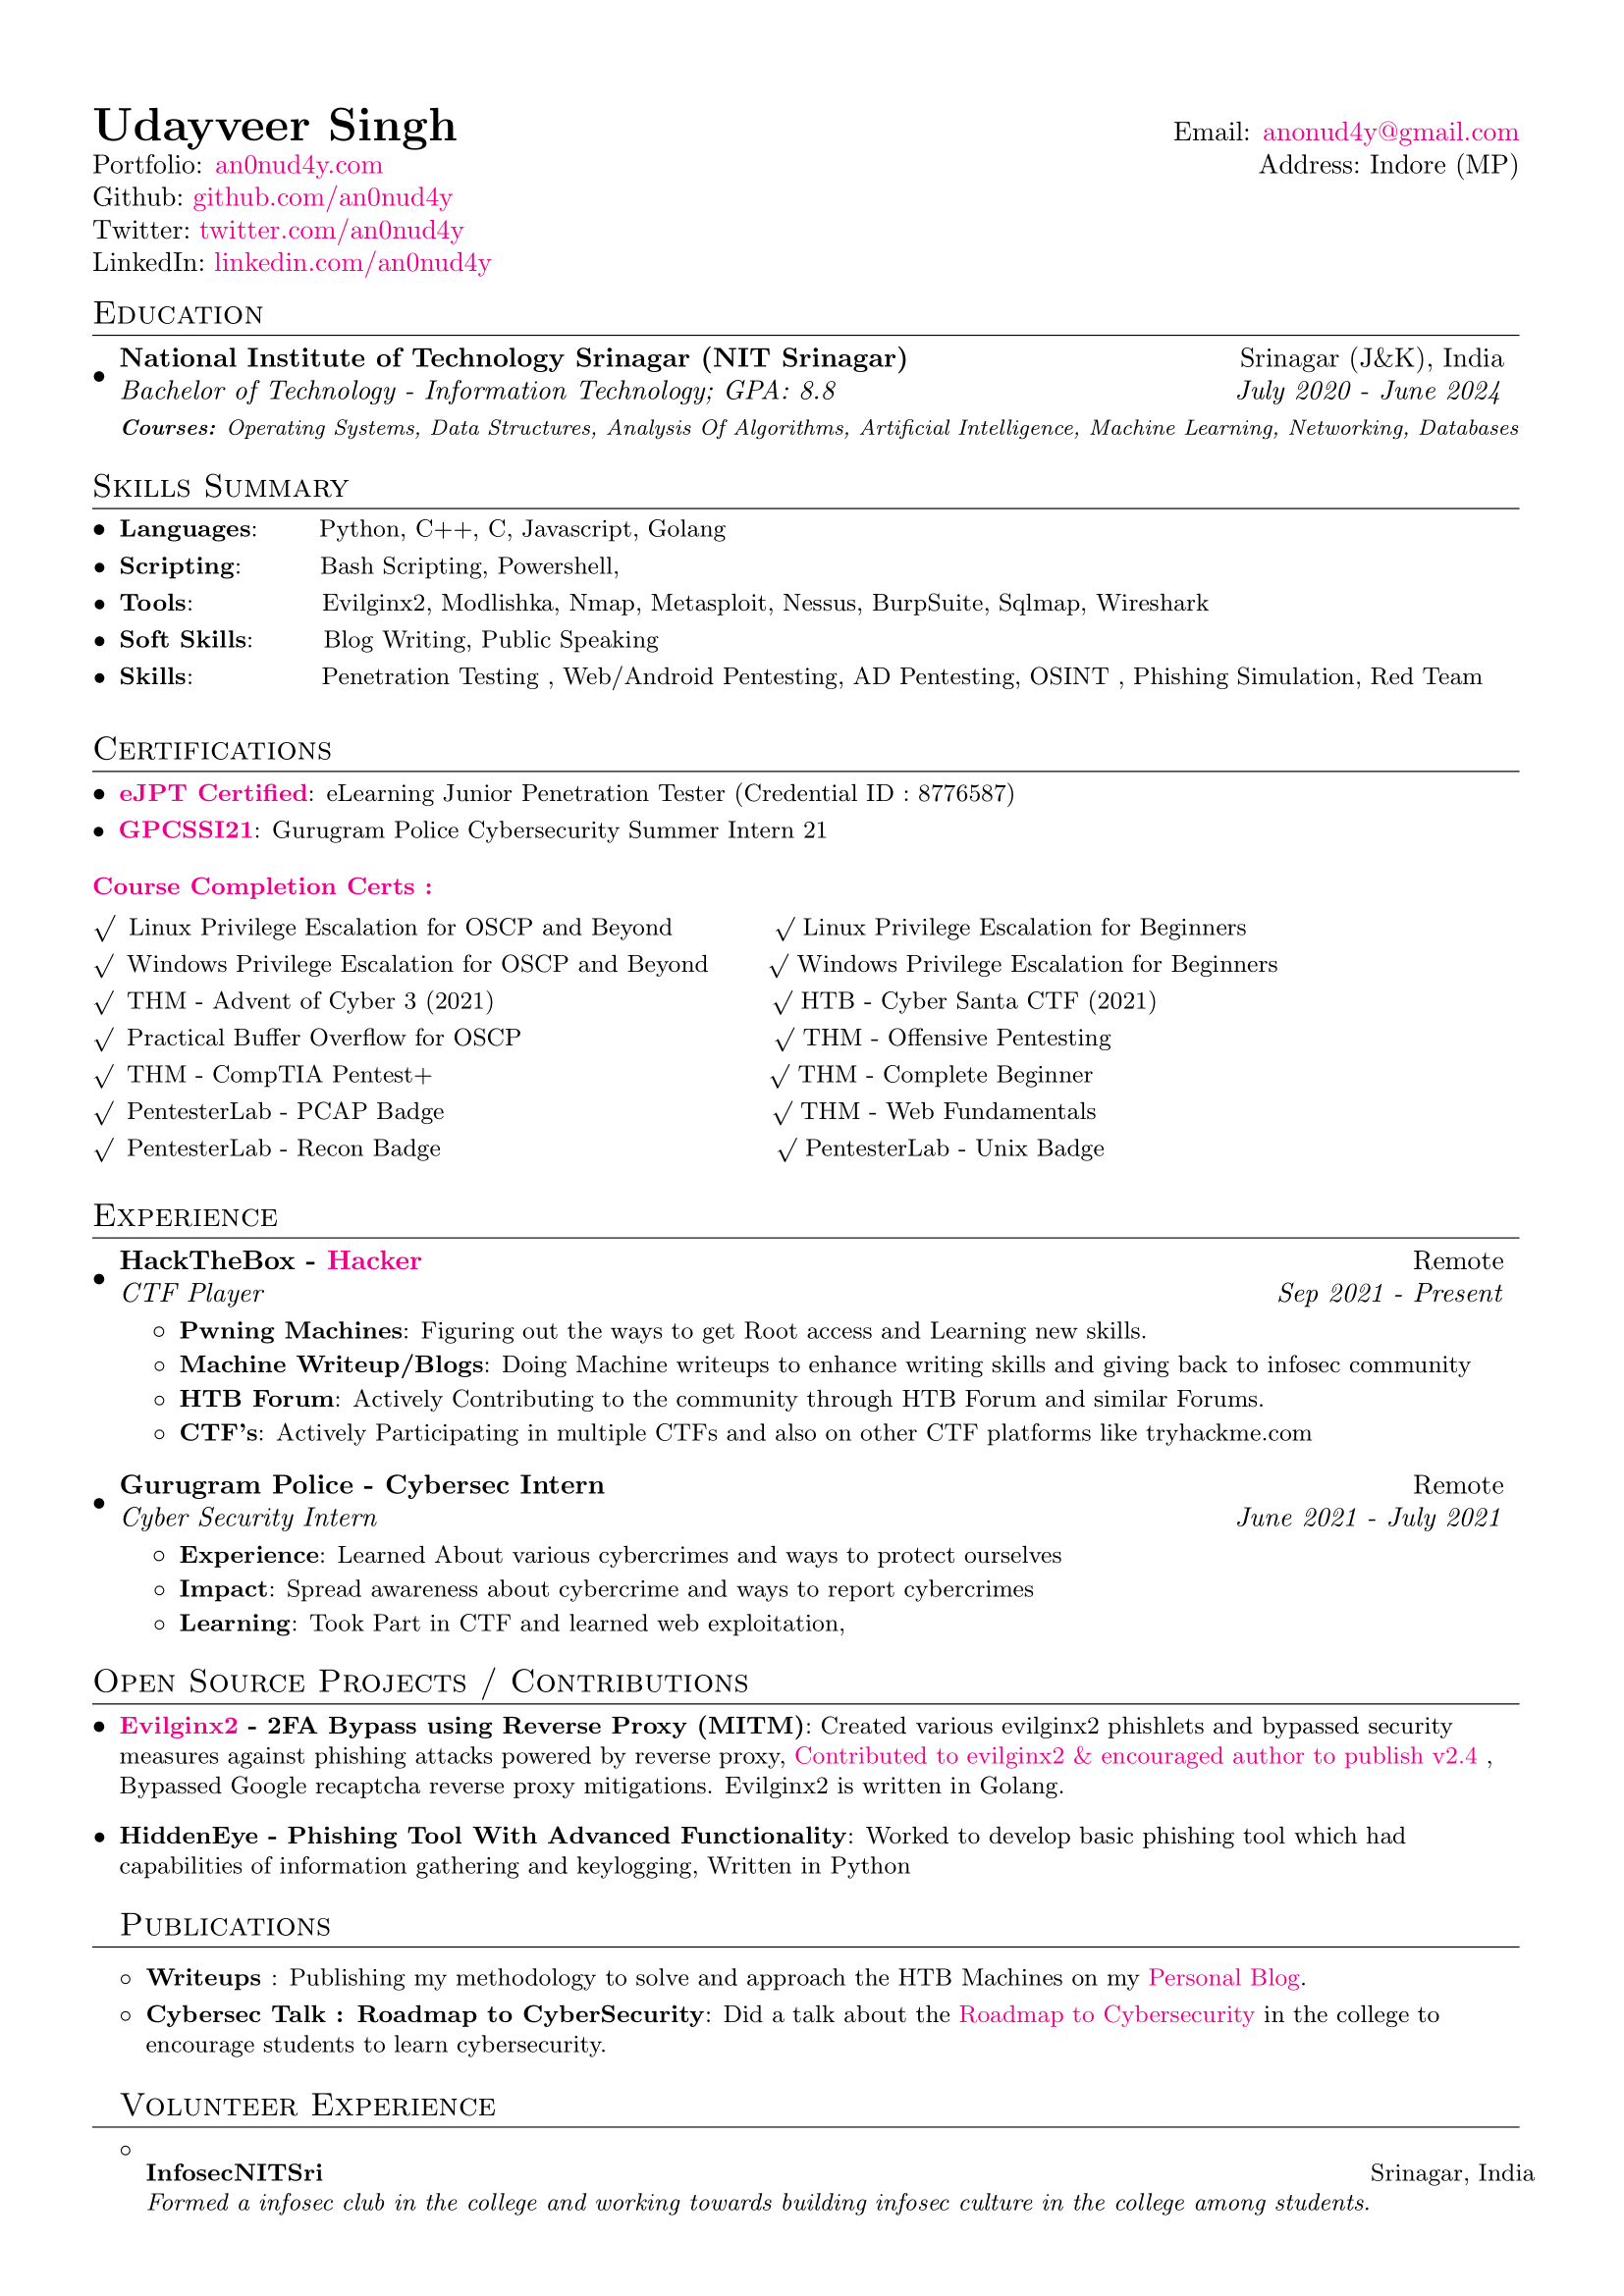 Udayveer Singh
Email: anonud4y@gmail.com
Portfolio: an0nud4y.com
Address: Indore (MP)
Github: github.com/an0nud4y
Twitter: twitter.com/an0nud4y
LinkedIn: linkedin.com/an0nud4y
Education
• National Institute of Technology Srinagar (NIT Srinagar) Srinagar (J&K), India
Bachelor of Technology - Information Technology; GPA: 8.8 July 2020 - June 2024
Courses: Operating Systems, Data Structures, Analysis Of Algorithms, Artificial Intelligence, Machine Learning, Networking, Databases
Skills Summary
• Languages: Python, C++, C, Javascript, Golang
• Scripting: Bash Scripting, Powershell,
• Tools: Evilginx2, Modlishka, Nmap, Metasploit, Nessus, BurpSuite, Sqlmap, Wireshark
• Soft Skills: Blog Writing, Public Speaking
• Skills: Penetration Testing , Web/Android Pentesting, AD Pentesting, OSINT , Phishing Simulation, Red Team
Certifications
• eJPT Certified: eLearning Junior Penetration Tester (Credential ID : 8776587)
• GPCSSI21: Gurugram Police Cybersecurity Summer Intern 21
Course Completion Certs :
√ Linux Privilege Escalation for OSCP and Beyond √ Linux Privilege Escalation for Beginners
√ Windows Privilege Escalation for OSCP and Beyond √ Windows Privilege Escalation for Beginners
√ THM - Advent of Cyber 3 (2021) √ HTB - Cyber Santa CTF (2021)
√ Practical Buffer Overflow for OSCP √ THM - Offensive Pentesting
√ THM - CompTIA Pentest+ √ THM - Complete Beginner
√ PentesterLab - PCAP Badge √ THM - Web Fundamentals
√ PentesterLab - Recon Badge √ PentesterLab - Unix Badge
Experience
• HackTheBox - Hacker Remote
CTF Player Sep 2021 - Present
◦ Pwning Machines: Figuring out the ways to get Root access and Learning new skills.
◦ Machine Writeup/Blogs: Doing Machine writeups to enhance writing skills and giving back to infosec community
◦ HTB Forum: Actively Contributing to the community through HTB Forum and similar Forums.
◦ CTF's: Actively Participating in multiple CTFs and also on other CTF platforms like tryhackme.com
• Gurugram Police - Cybersec Intern Remote
Cyber Security Intern June 2021 - July 2021
◦ Experience: Learned About various cybercrimes and ways to protect ourselves
◦ Impact: Spread awareness about cybercrime and ways to report cybercrimes
◦ Learning: Took Part in CTF and learned web exploitation,
Open Source Projects / Contributions
• Evilginx2 - 2FA Bypass using Reverse Proxy (MITM): Created various evilginx2 phishlets and bypassed security
measures against phishing attacks powered by reverse proxy, Contributed to evilginx2 & encouraged author to publish v2.4 ,
Bypassed Google recaptcha reverse proxy mitigations. Evilginx2 is written in Golang.
• HiddenEye - Phishing Tool With Advanced Functionality: Worked to develop basic phishing tool which had
capabilities of information gathering and keylogging, Written in Python
Publications
◦ Writeups : Publishing my methodology to solve and approach the HTB Machines on my Personal Blog.
◦ Cybersec Talk : Roadmap to CyberSecurity: Did a talk about the Roadmap to Cybersecurity in the college to
encourage students to learn cybersecurity.
Volunteer Experience
◦
InfosecNITSri Srinagar, India
Formed a infosec club in the college and working towards building infosec culture in the college among students.